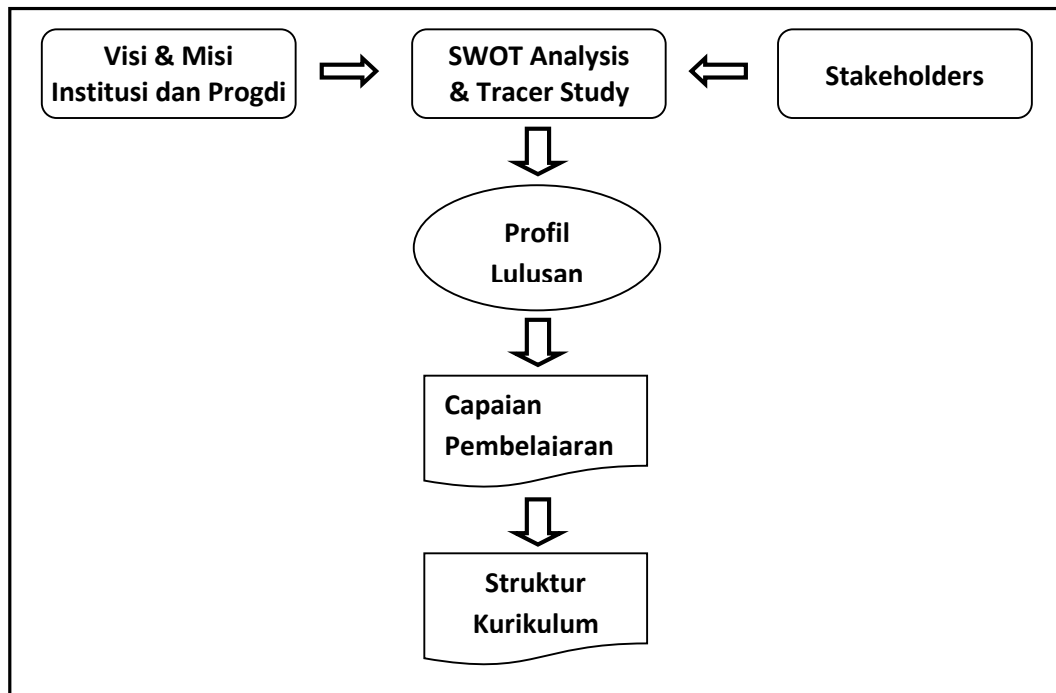 Visi & Misi
Institusi dan Progdi
SWOT Analysis
& Tracer Study
Stakeholders
Profil
Lulusan
Capaian
Pembelajaran
Struktur
Kurikulum